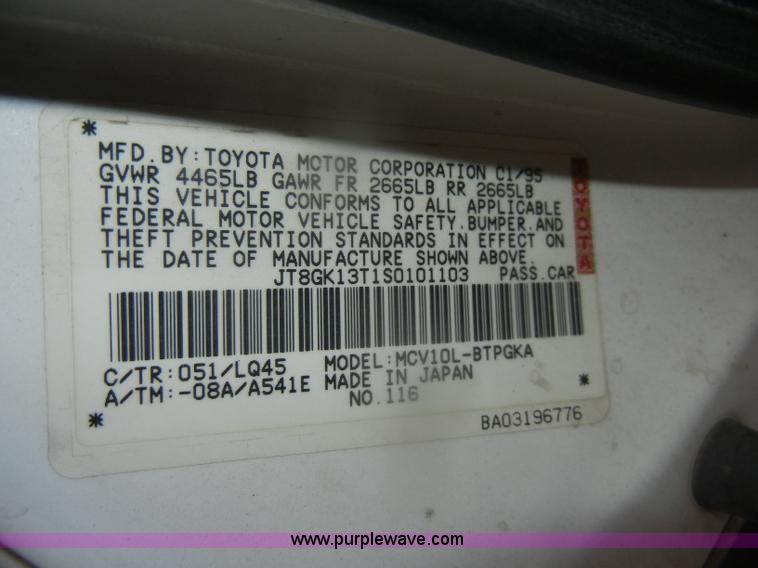 *
MFD.BY:TOYOTA MOTOR CORPORATION C1/95
GVWR 4465LB GAWR FR 2665LB RR 2665LB
THIS VEHICLE CONFORMS TO ALL APPLICABLE
FEDERAL MOTOR VEHICLE SAFETY.BUMPER.AND
THEFT PREVENTION STANDARDS IN EFFECT ON
THE DATE OF MANUFACTURE SHOWN ABOVE.
JT8GK13T1S0101103 PASS.CAR
TOYOTA
C/TR:051/LQ45 MODEL:MCV10L-BTPGKA
A/TM:-08A/A541E MADE IN JAPAN *
NO.116
* BA03196776
www.purplewave.com